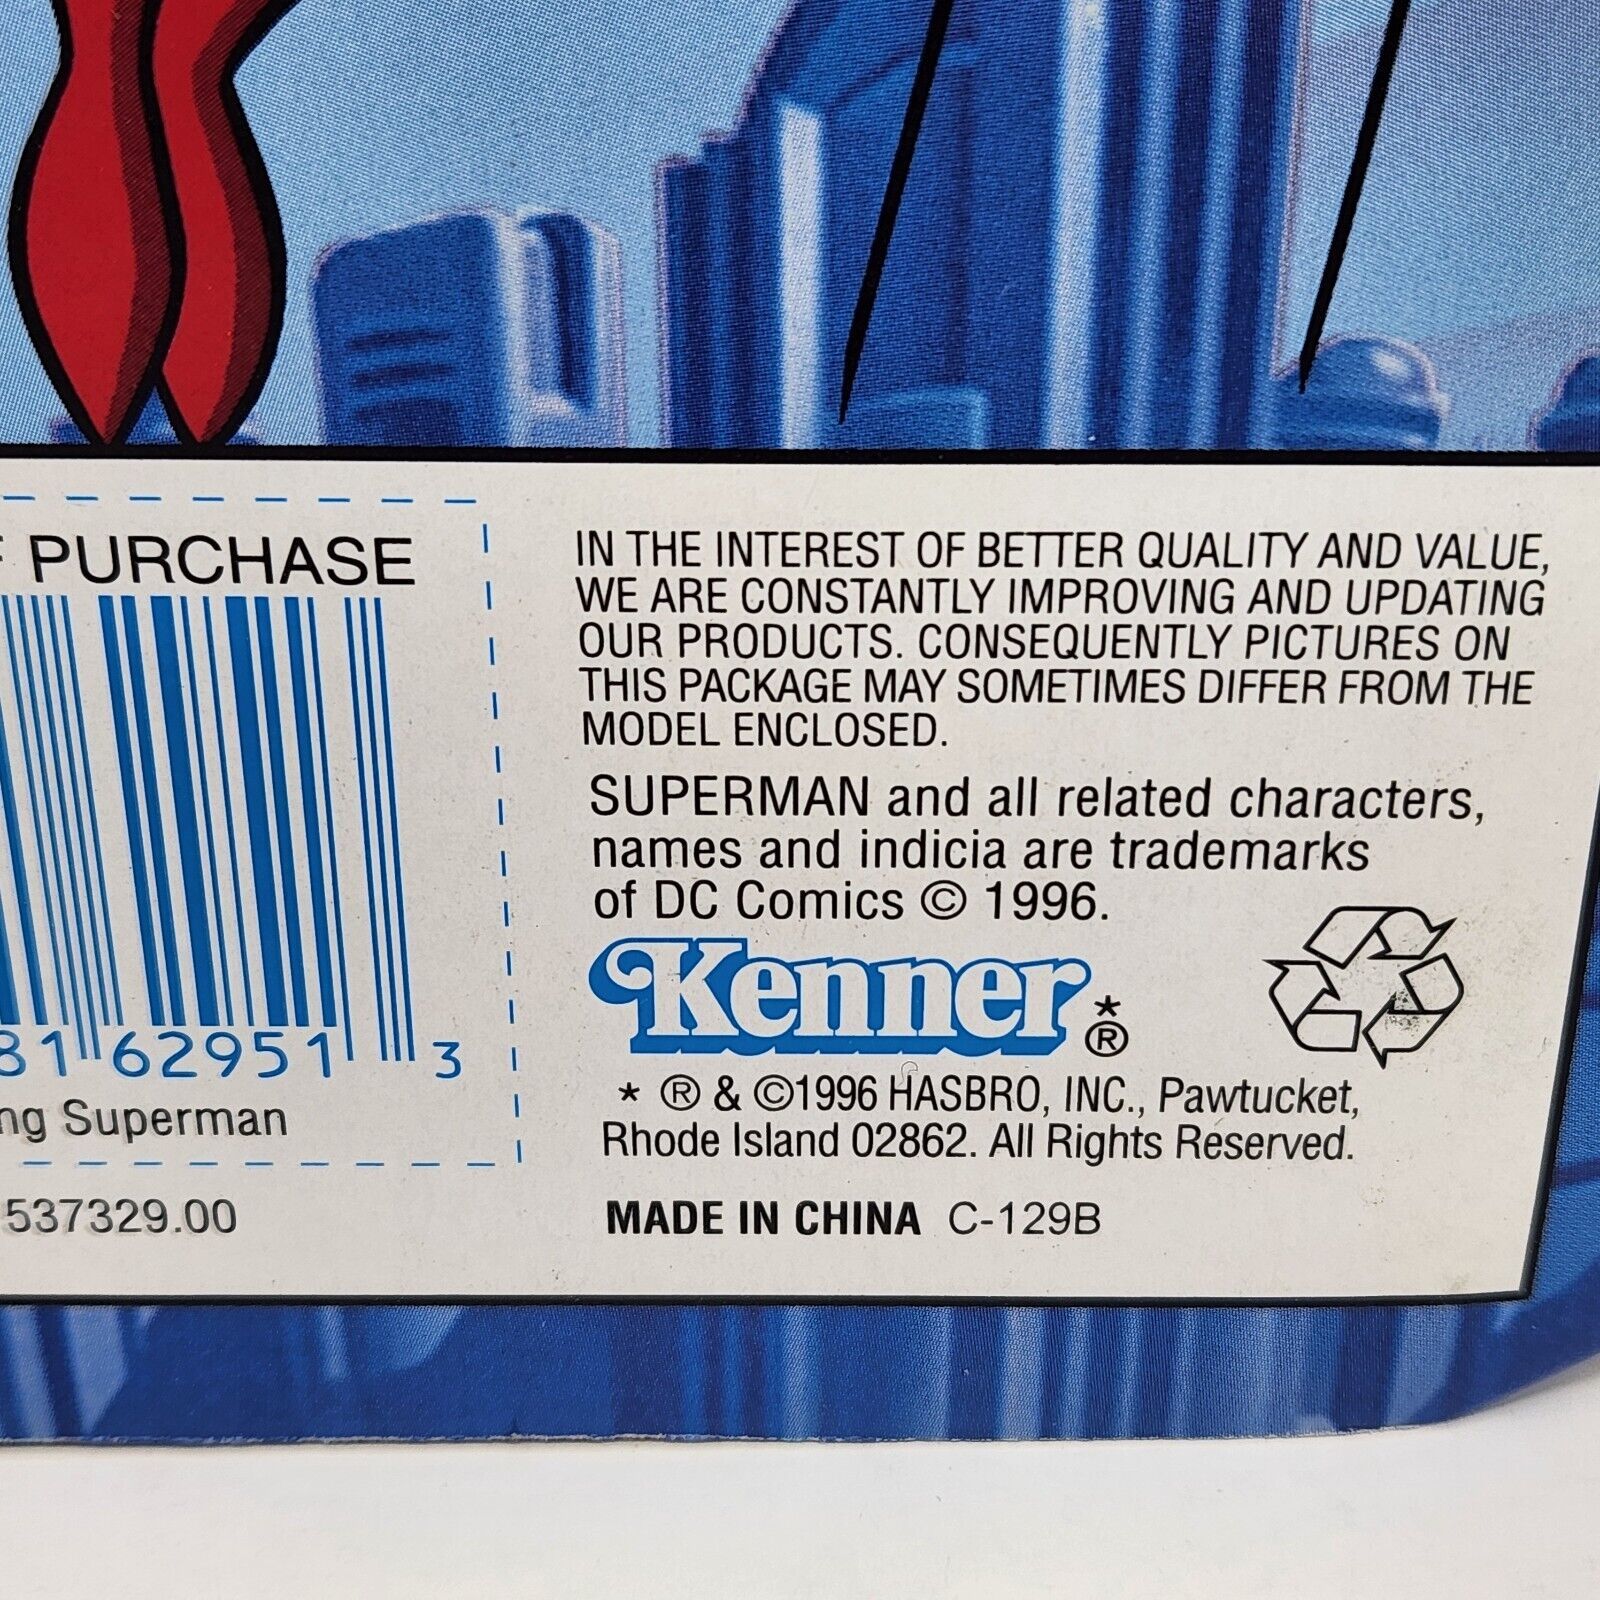 PURCHASE
81 62951 3
ng Superman
537329.00
IN THE INTEREST OF BETTER QUALITY AND VALUE,
WE ARE CONSTANTLY IMPROVING AND UPDATING
OUR PRODUCTS. CONSEQUENTLY PICTURES ON
THIS PACKAGE MAY SOMETIMES DIFFER FROM THE
MODEL ENCLOSED.
SUPERMAN and all related characters,
names and indicia are trademarks
of DC Comics © 1996.
Kenner *®
* ® & ©1996 HASBRO, INC., Pawtucket,
Rhode Island 02862. All Rights Reserved.
MADE IN CHINA C-129B